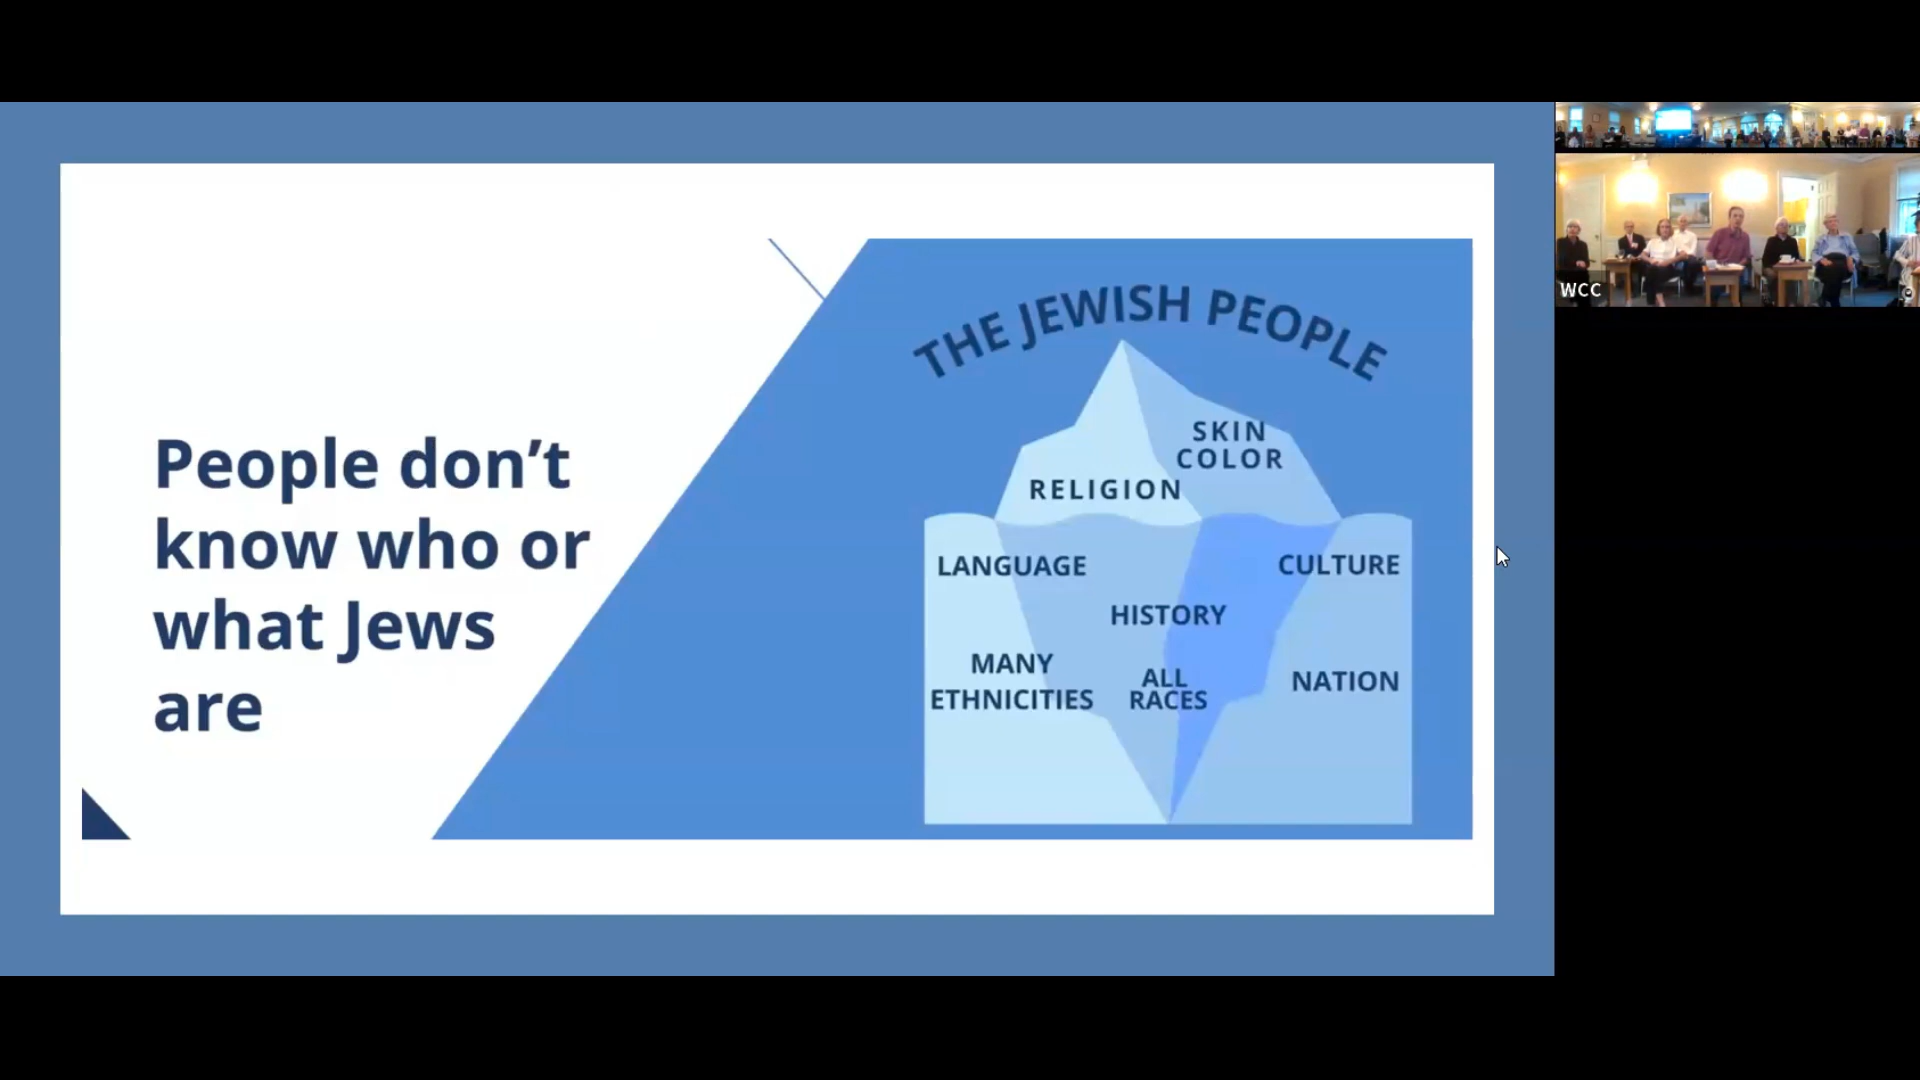 People don’t
know who or
what Jews
are
THE JEWISH PEOPLE
SKIN
COLOR
RELIGION
LANGUAGE
CULTURE
HISTORY
MANY
ETHNICITIES
ALL
RACES
NATION
WCC